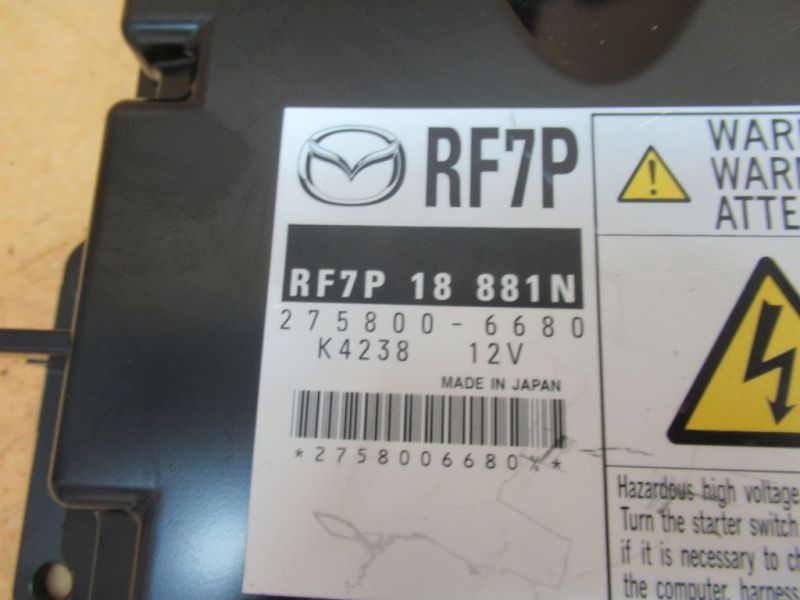 RF7P
RF7P 18 881N
275800-6680
K4238 12V
MADE IN JAPAN
*2758006680%*
Hazardous high voltage
Turn the starter switch
if it is necessary to
the computer, harness